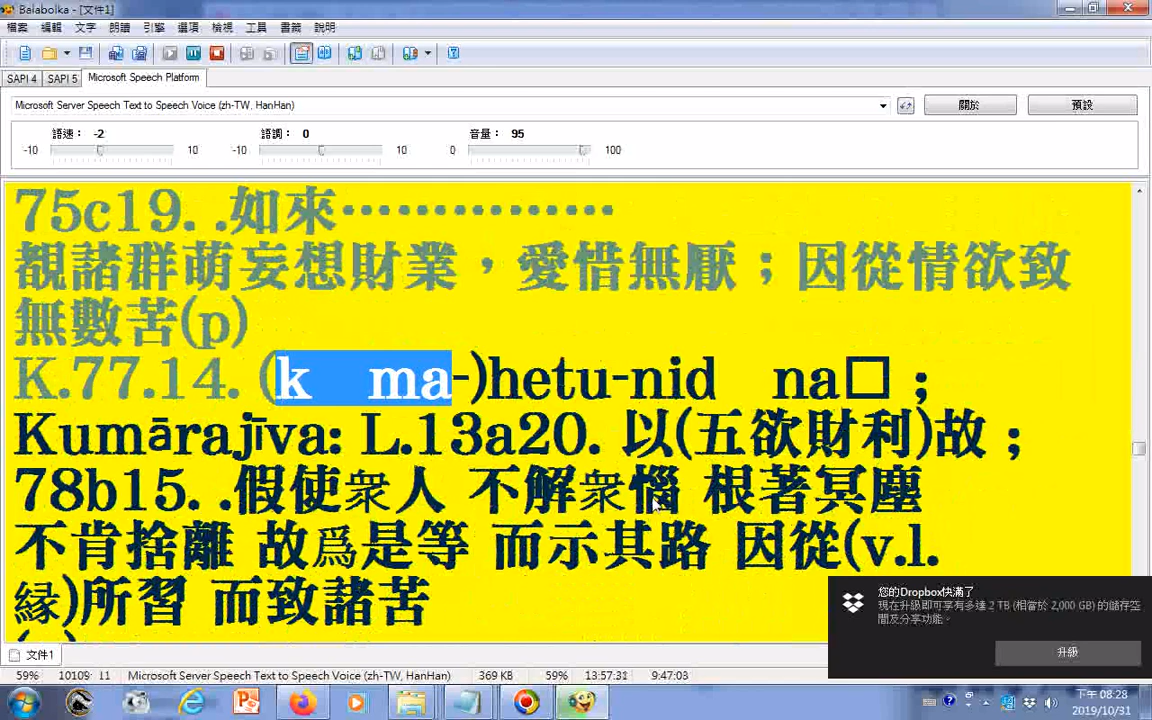 Balabolka - [文件1]
檔案 編輯 文字 朗讀 引擎 選項 檢視 工具 書籤 說明
SAPI 4 SAPI 5 Microsoft Speech Platform
Microsoft Server Speech Text to Speech Voice (zh-TW, HanHan)
關於 預設
語速： -2 語調： 0 音量： 95
-10 10 -10 10 0 100
75c19. .如來‥‥‥‥‥‥‥
覩諸群萌妄想財業，愛惜無厭；因從情欲致
無數苦(p)
K.77.14. (k ma-)hetu-nid na□；
Kumārajīva: L.13a20. 以(五欲財利)故；
78b15. .假使衆人 不解衆惱 根著冥塵
不肯捨離 故爲是等 而示其路 因從(v.l.
縁)所習 而致諸苦
您的Dropbox快滿了
現在升級即可享有多達 2 TB (相當於 2,000 GB) 的儲存空
間及分享功能。
升級
文件1
59% 10109: 11 Microsoft Server Speech Text to Speech Voice (zh-TW, HanHan) 369 KB 59% 13:57:31 9:47:03
下午 08:28
2019/10/31